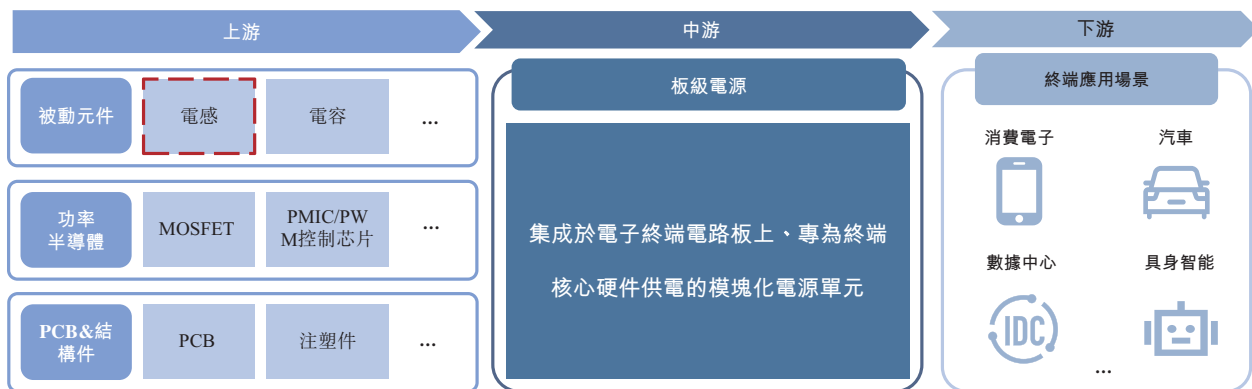 上游
中游
下游
被動元件
電感
電容
...
功率
半導體
MOSFET
PMIC/PW
M控制芯片
...
PCB&結
構件
PCB
注塑件
...
板級電源
集成於電子終端電路板上、專為終端
核心硬件供電的模塊化電源單元
終端應用場景
消費電子
汽車
數據中心
具身智能
IDC
...